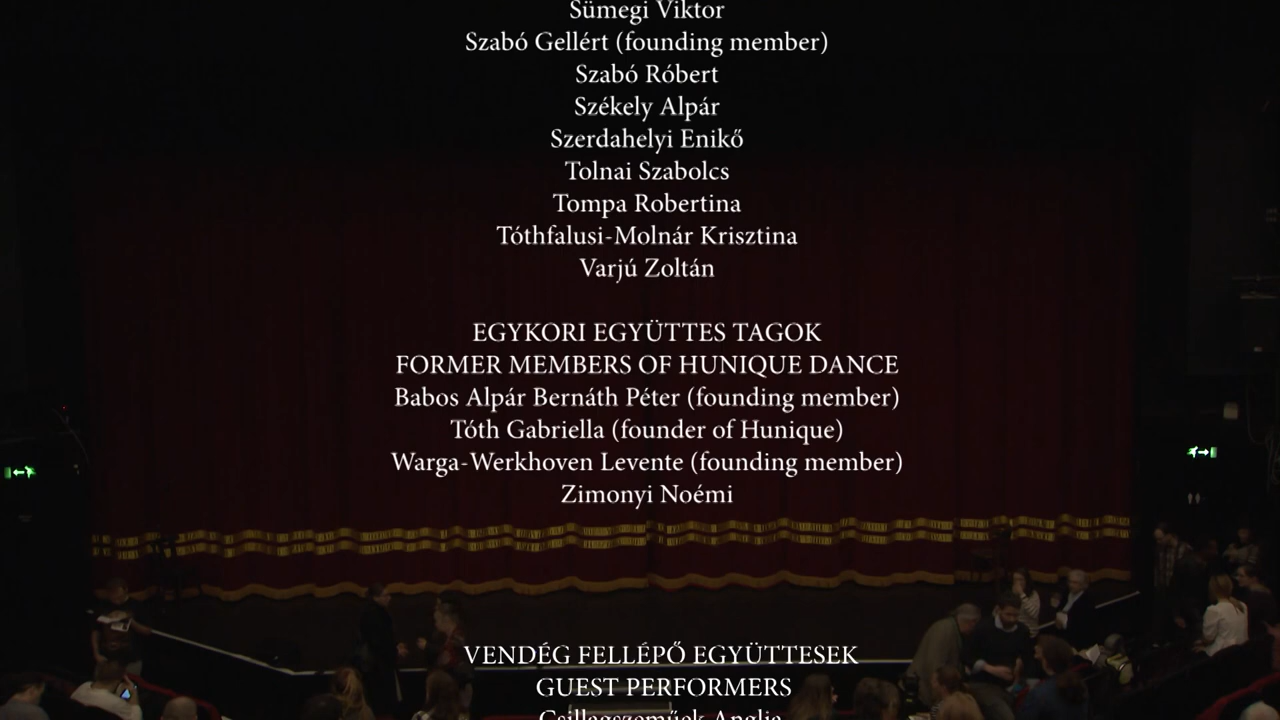 Sümegi Viktor
Szabó Gellért (founding member)
Szabó Róbert
Székely Alpár
Szerdahelyi Enikő
Tolnai Szabolcs
Tompa Robertina
Tóthfalusi-Molnár Krisztina
Varjú Zoltán
EGYKORI EGYÜTTES TAGOK
FORMER MEMBERS OF HUNIQUE DANCE
Babos Alpár Bernáth Péter (founding member)
Tóth Gabriella (founder of Hunique)
Warga-Werkhoven Levente (founding member)
Zimonyi Noémi
VENDÉG FELLÉPŐ EGYÜTTESEK
GUEST PERFORMERS
Csillagszeműek Anglia